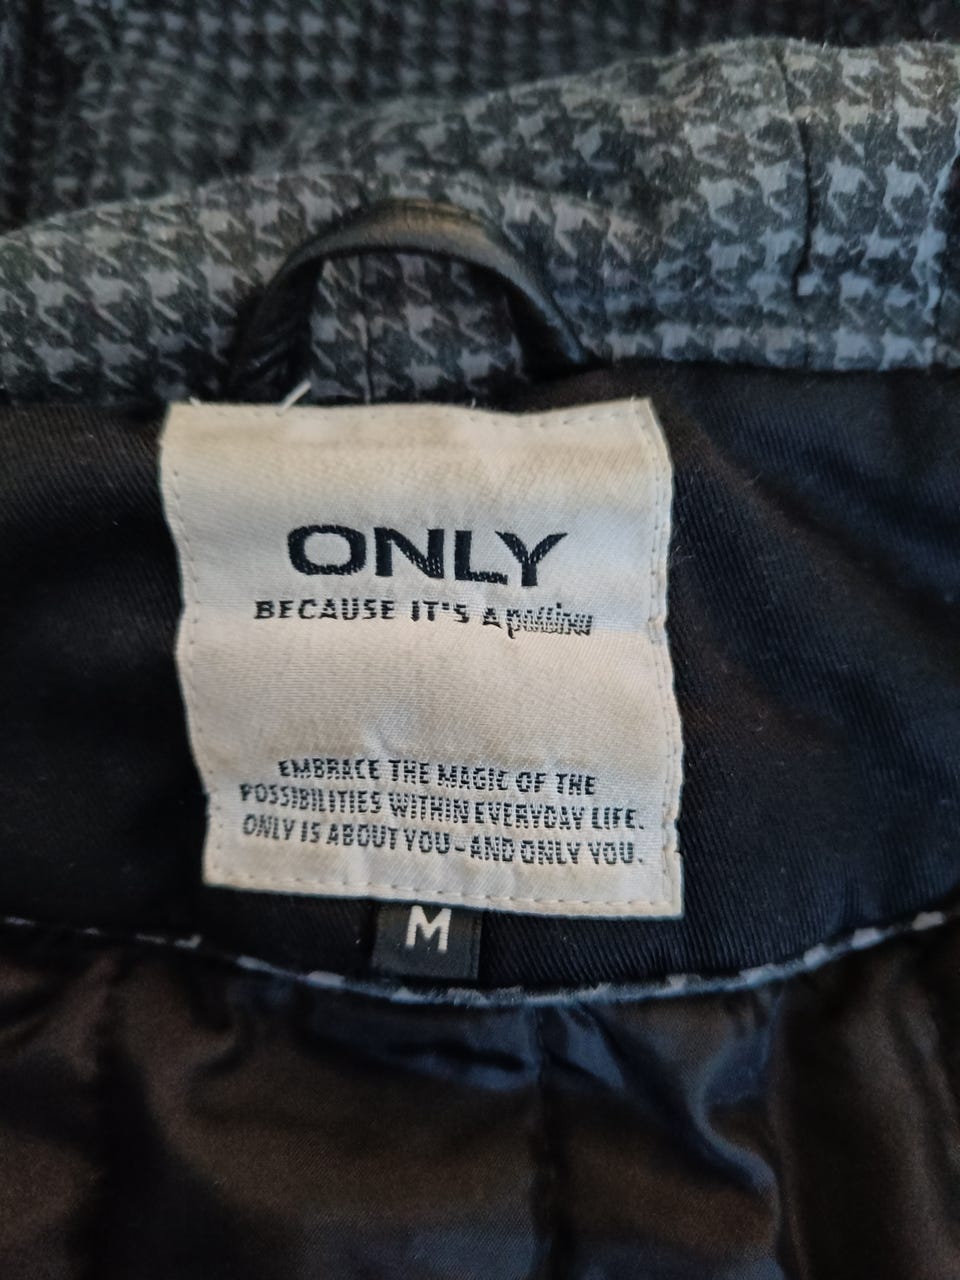 ONLY
BECAUSE IT'S A passion
EMBRACE THE MAGIC OF THE
POSSIBILITIES WITHIN EVERYDAY LIFE.
ONLY IS ABOUT YOU - AND ONLY YOU.
M